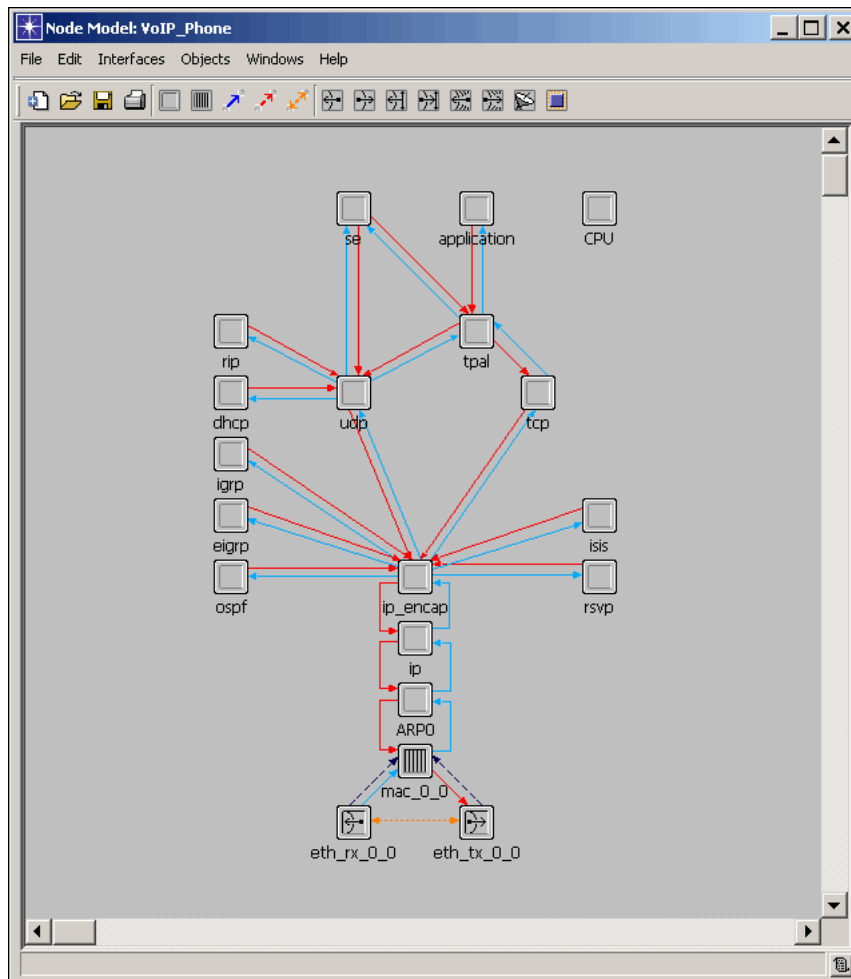 Node Model: VoIP_Phone
File Edit Interfaces Objects Windows Help
se application CPU
rip tpal
dhcp udp tcp
igrp
eigrp isis
ospf ip_encap rsvp
ip
ARP0
mac_0_0
eth_rx_0_0 eth_tx_0_0